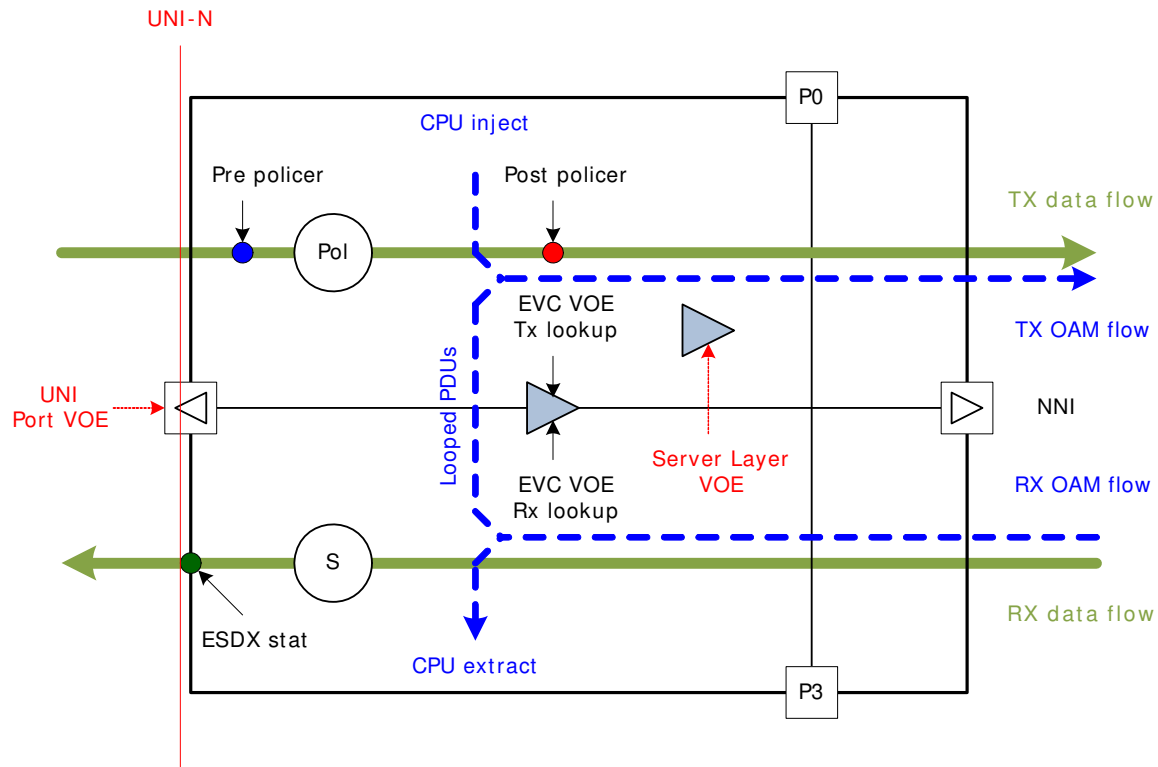 UNI-N
P0
CPU inject
Pre policer
Post policer
TX data flow
Pol
EVC VOE
Tx lookup
TX OAM flow
Looped PDUs
UNI
Port VOE
NNI
Server Layer
VOE
EVC VOE
Rx lookup
RX OAM flow
S
RX data flow
ESDX stat
CPU extract
P3